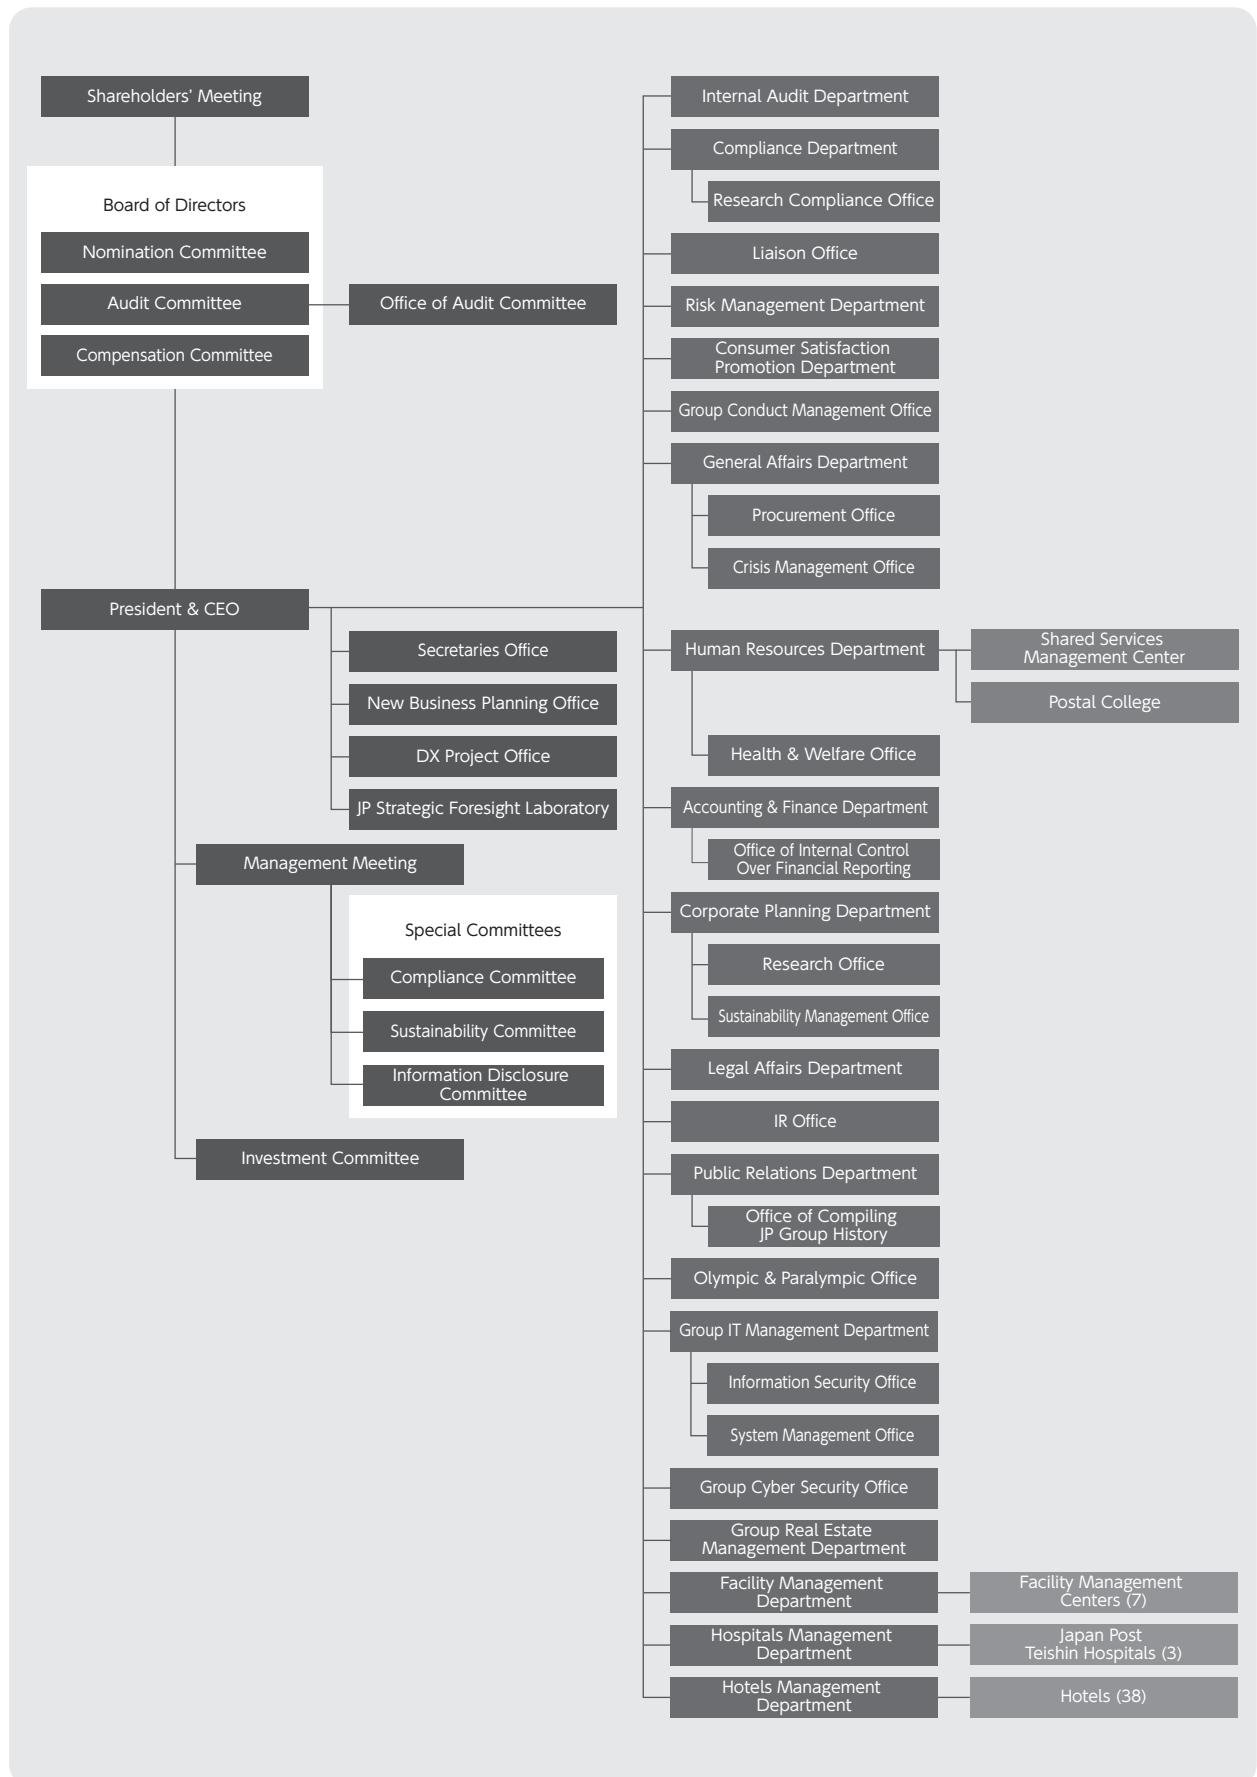 Shareholders' Meeting
Board of Directors
Nomination Committee
Audit Committee
Office of Audit Committee
Compensation Committee
President & CEO
Secretaries Office
New Business Planning Office
DX Project Office
JP Strategic Foresight Laboratory
Management Meeting
Special Committees
Compliance Committee
Sustainability Committee
Information Disclosure
Committee
Investment Committee
Internal Audit Department
Compliance Department
Research Compliance Office
Liaison Office
Risk Management Department
Consumer Satisfaction
Promotion Department
Group Conduct Management Office
General Affairs Department
Procurement Office
Crisis Management Office
Human Resources Department
Shared Services
Management Center
Postal College
Health & Welfare Office
Accounting & Finance Department
Office of Internal Control
Over Financial Reporting
Corporate Planning Department
Research Office
Sustainability Management Office
Legal Affairs Department
IR Office
Public Relations Department
Office of Compiling
JP Group History
Olympic & Paralympic Office
Group IT Management Department
Information Security Office
System Management Office
Group Cyber Security Office
Group Real Estate
Management Department
Facility Management
Department
Facility Management
Centers (7)
Hospitals Management
Department
Japan Post
Teishin Hospitals (3)
Hotels Management
Department
Hotels (38)